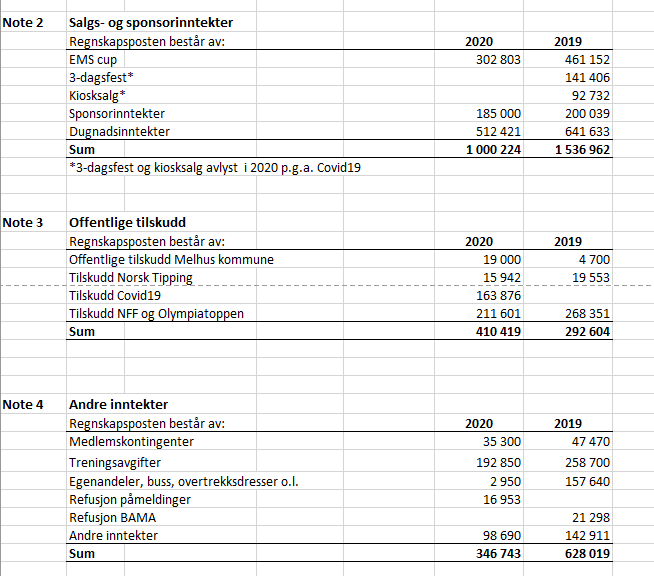 Note 2 Salgs- og sponsorinntekter
Regnskapsposten består av: 2020 2019
EMS cup 302 803 461 152
3-dagsfest* 141 406
Kiosksalg* 92 732
Sponsorinntekter 185 000 200 039
Dugnadsinntekter 512 421 641 633
Sum 1 000 224 1 536 962
*3-dagsfest og kiosksalg avlyst i 2020 p.g.a. Covid19
Note 3 Offentlige tilskudd
Regnskapsposten består av: 2020 2019
Offentlige tilskudd Melhus kommune 19 000 4 700
Tilskudd Norsk Tipping 15 942 19 553
Tilskudd Covid19 163 876
Tilskudd NFF og Olympiatoppen 211 601 268 351
Sum 410 419 292 604
Note 4 Andre inntekter
Regnskapsposten består av: 2020 2019
Medlemskontingenter 35 300 47 470
Treningsavgifter 192 850 258 700
Egenandeler, buss, overtrekksdresser o.l. 2 950 157 640
Refusjon påmeldinger 16 953
Refusjon BAMA 21 298
Andre inntekter 98 690 142 911
Sum 346 743 628 019